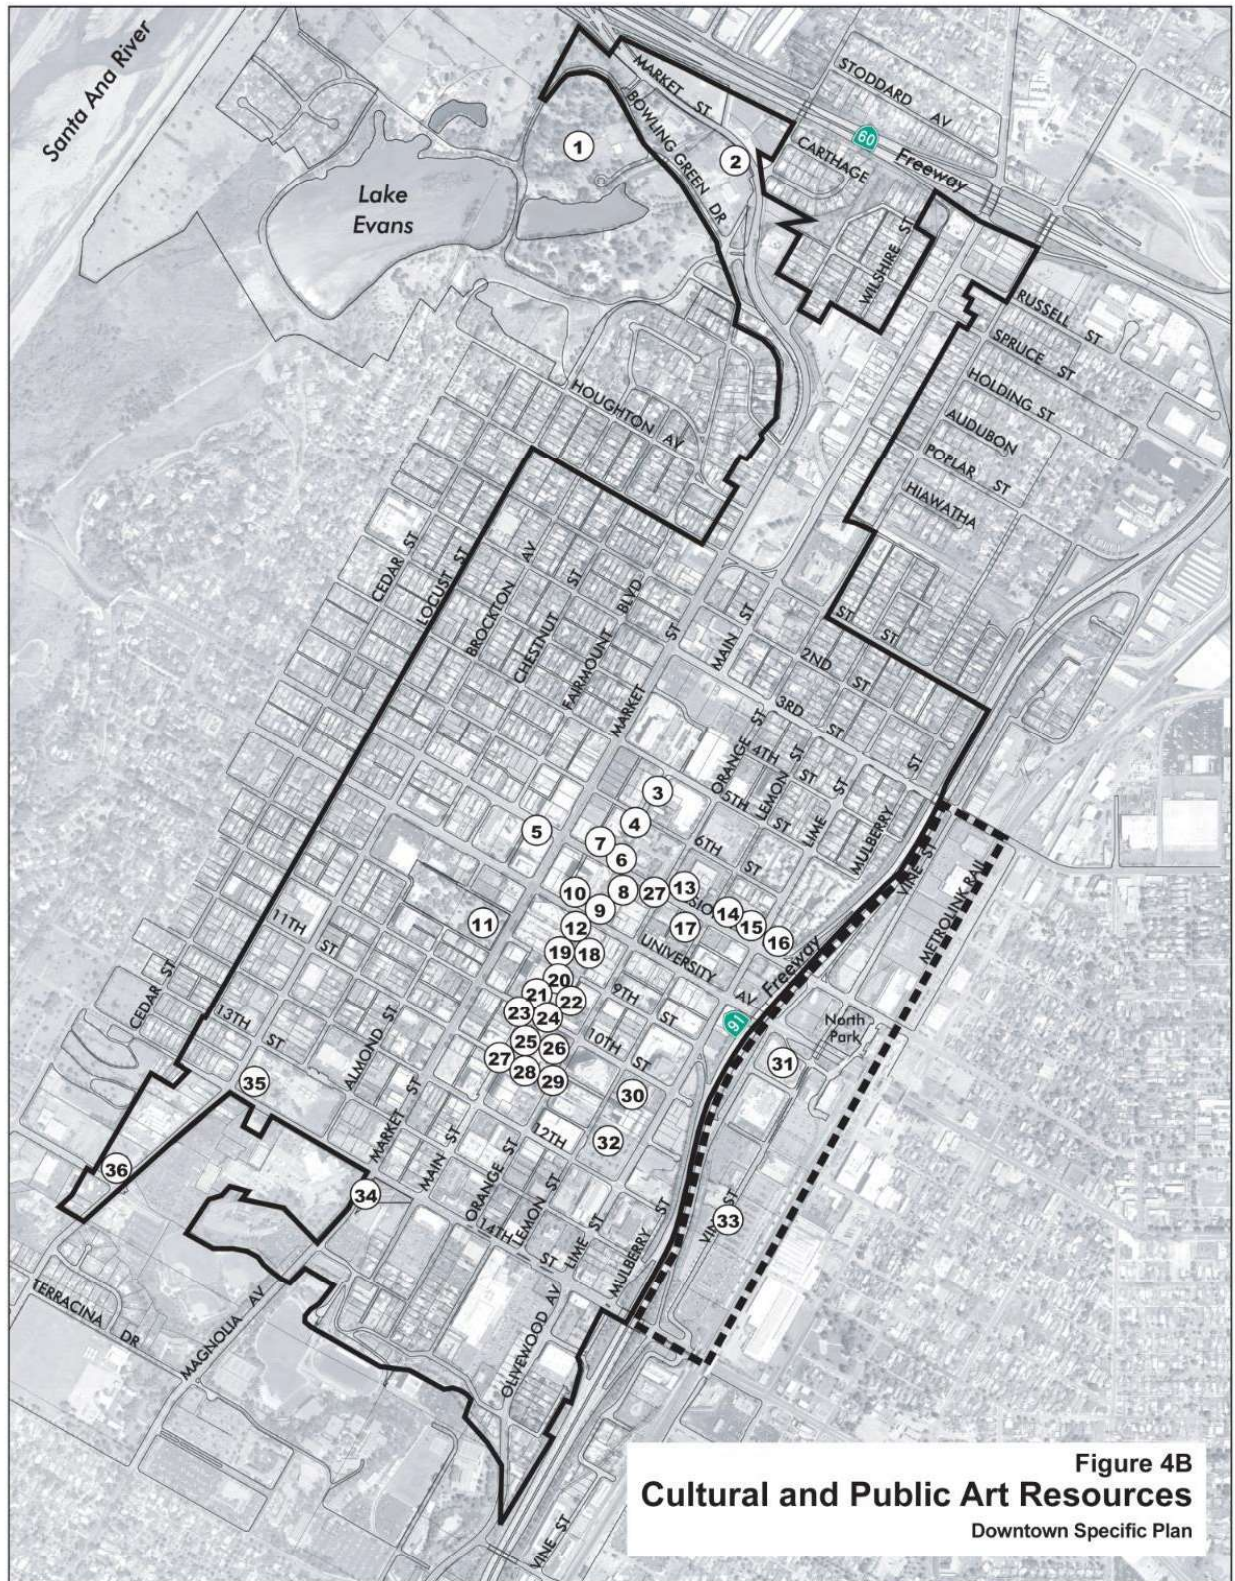 Santa Ana River
MARKET ST
STODDARD AV
BOWLING GREEN DR
60
Freeway
CARTHAGE
1
2
Lake
Evans
WILSHIRE ST
RUSSELL ST
SPRUCE ST
HOLDING ST
AUDUBON
POPLAR ST
HIAWATHA
HOUGHTON AV
CEDAR ST
LOCUST ST
BROCKTON AV
CHESTNUT ST
FAIRMOUNT BLVD
MARKET ST
MAIN ST
2ND ST
3RD ST
ST
ST
ORANGE ST
4TH ST
LEMON ST
5TH ST
LIME ST
MULBERRY ST
3
4
5
7
6
6TH ST
VINE ST
METROLINK RAIL
10
8
27
13
SIO
9
14
15
16
11
12
17
UNIVERSITY AV
Freeway
91
19
18
11TH ST
20
21
22
9TH ST
23
24
North
Park
CEDAR ST
13TH ST
ALMOND ST
25
26
10TH ST
27
28
29
31
30
35
MARKET ST
MAIN ST
12TH
32
36
34
ORANGE ST
LEMON ST
14TH ST
LIME ST
MULBERRY ST
VINE ST
33
TERRACINA DR
MAGNOLIA AV
OLIVEWOOD AV
VINE ST
Figure 4B
Cultural and Public Art Resources
Downtown Specific Plan